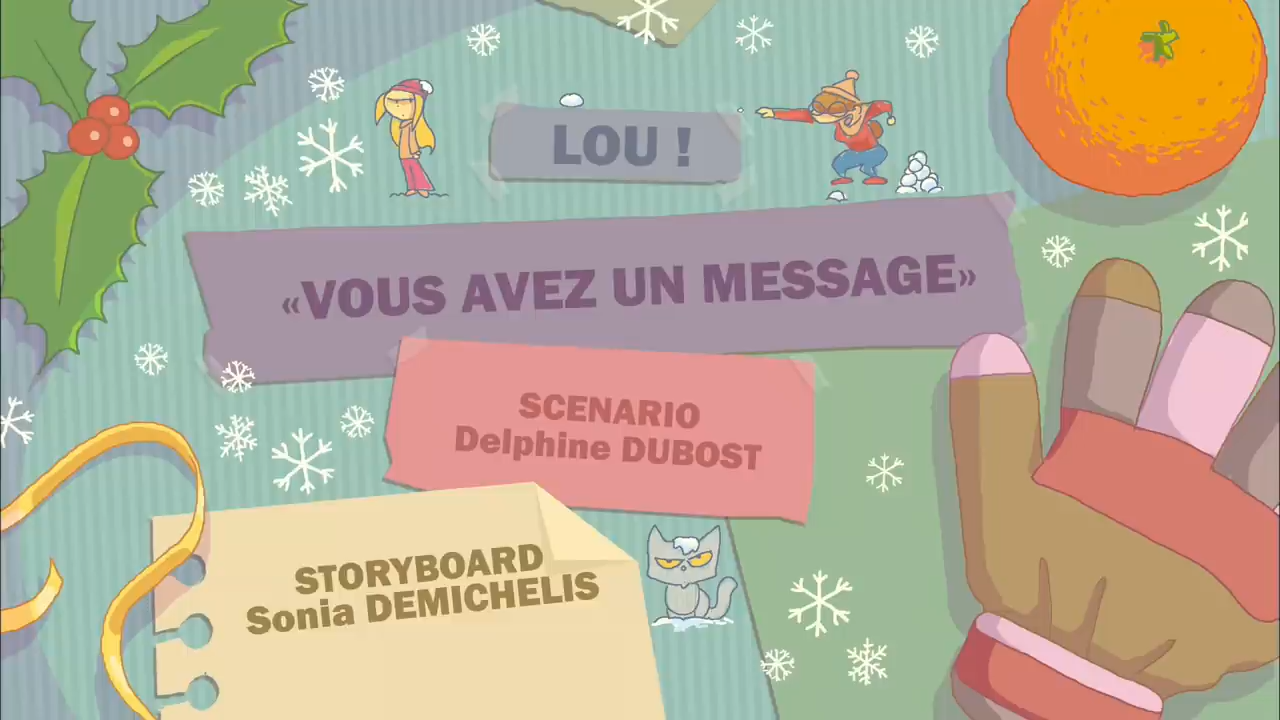 LOU !
«VOUS AVEZ UN MESSAGE»
SCENARIO
Delphine DUBOST
STORYBOARD
Sonia DEMICHELIS